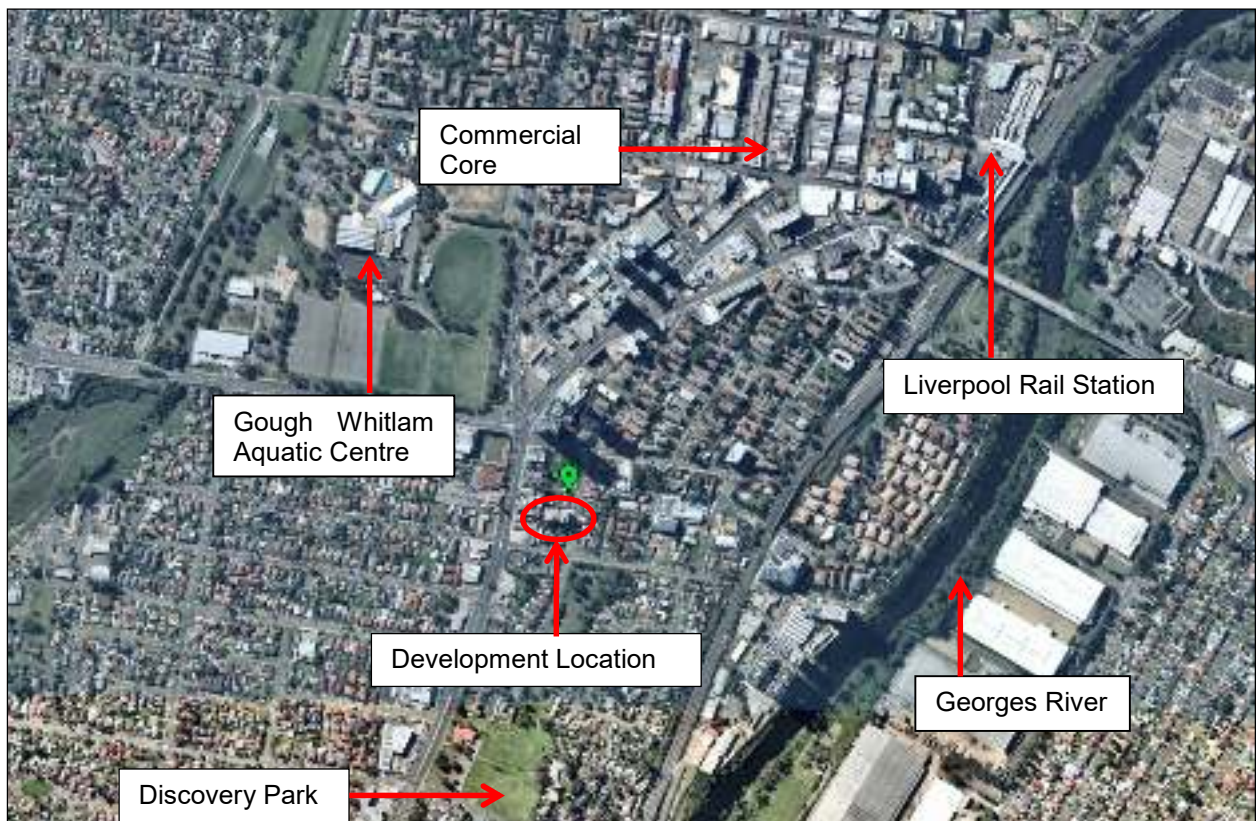 Commercial
Core
Liverpool Rail Station
Gough Whitlam
Aquatic Centre
Development Location
Georges River
Discovery Park